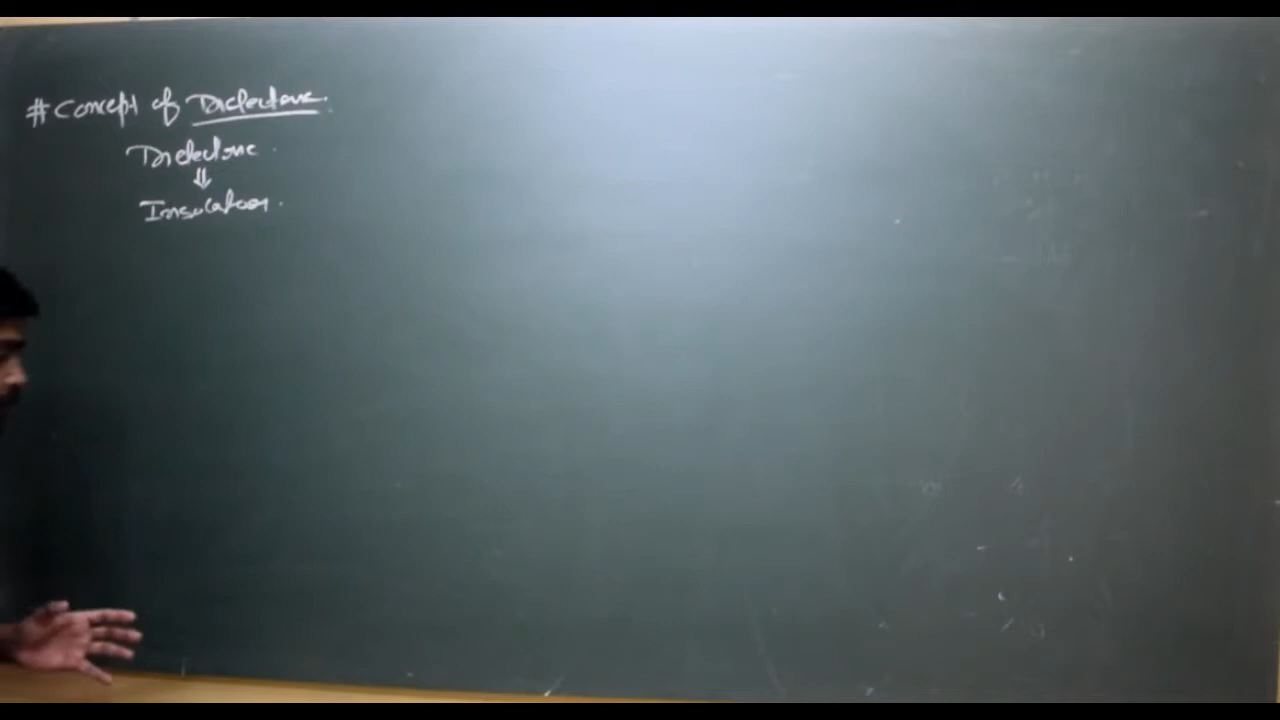 # Concept of Dielectric.
Dielectric.
⇓
Insulator.